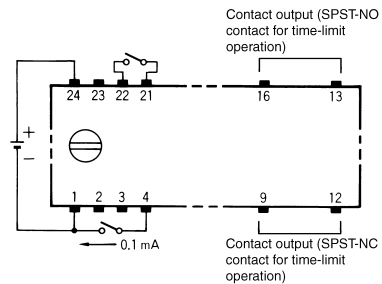 Contact output (SPST-NO
contact for time-limit
operation)
24 23 22 21 16 13
+
−
1 2 3 4 9 12
0.1 mA
Contact output (SPST-NC
contact for time-limit
operation)